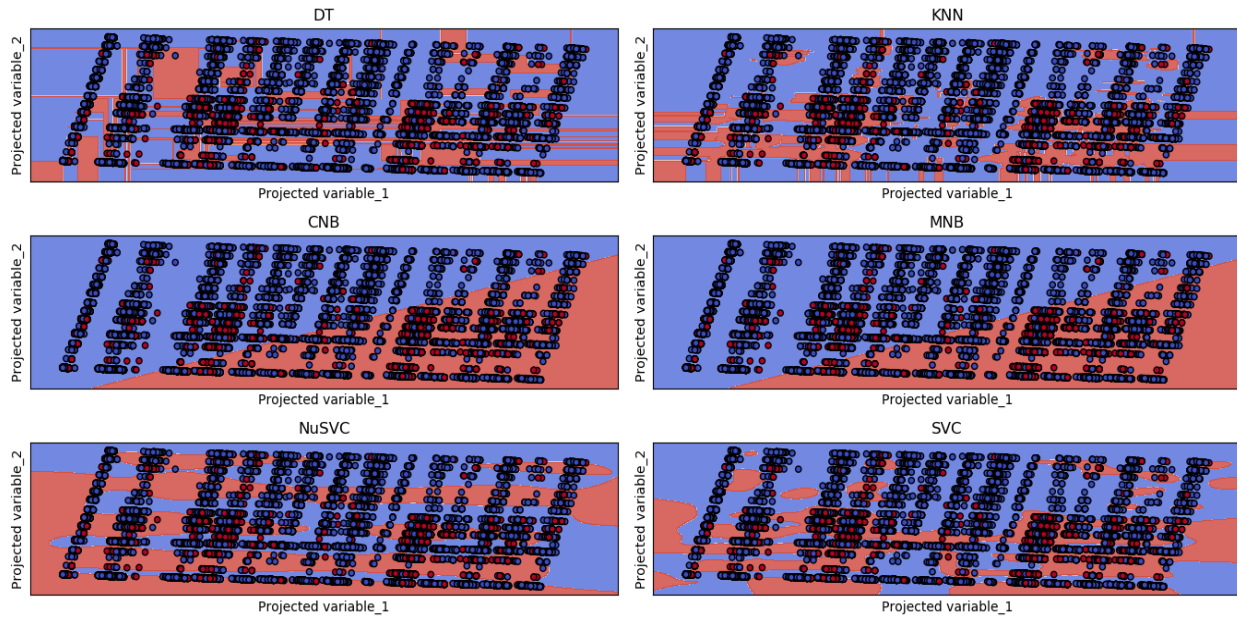 DT
KNN
Projected variable_2
Projected variable_2
Projected variable_1
Projected variable_1
CNB
MNB
Projected variable_2
Projected variable_2
Projected variable_1
Projected variable_1
NuSVC
SVC
Projected variable_2
Projected variable_2
Projected variable_1
Projected variable_1